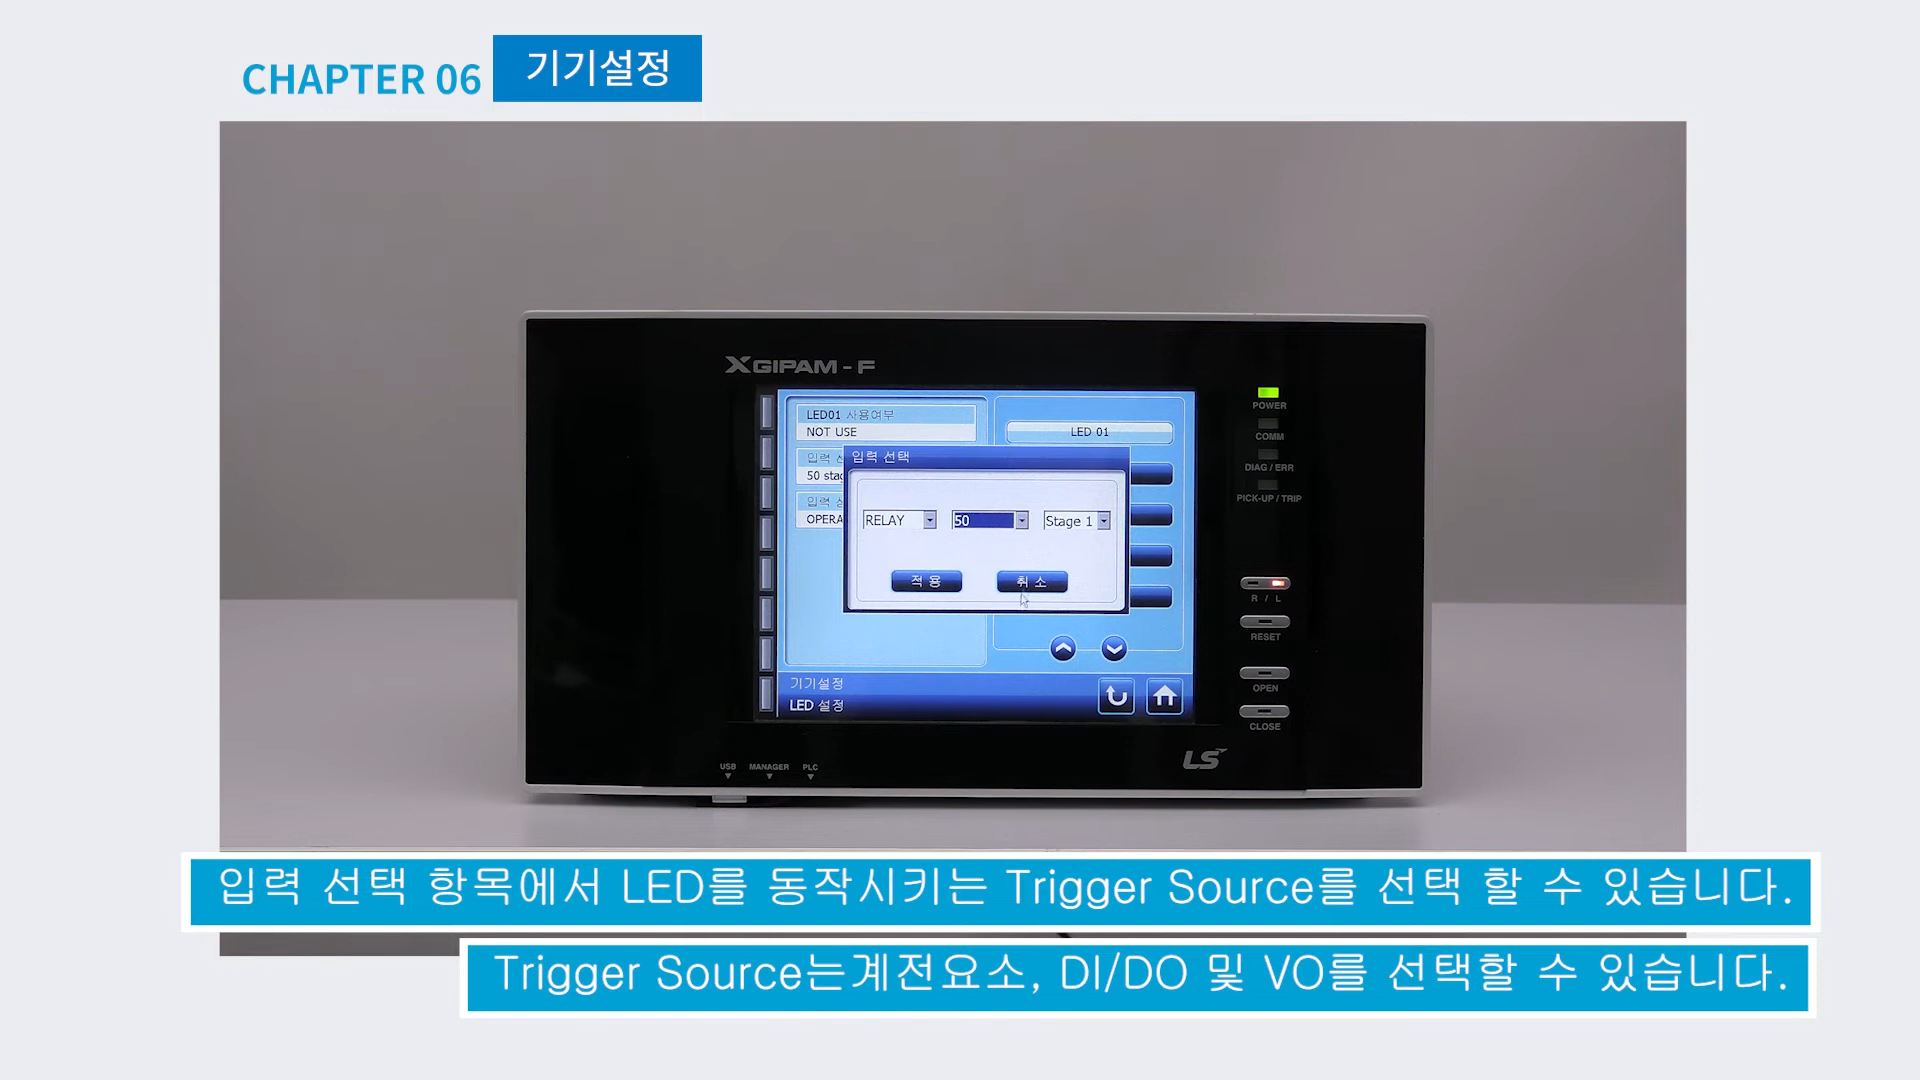 CHAPTER 06 기기설정
XGIPAM-F
LED01 사용여부
NOT USE
LED 01
입력
50
입력
OPERA
입력 선택
RELAY 50 Stage 1
적용 취소
기기설정
LED 설정
POWER
COMM
DIAG / ERR
PICK-UP / TRIP
R / L
RESET
OPEN
CLOSE
USB MANAGER PLC
LS
입력 선택 항목에서 LED를 동작시키는 Trigger Source를 선택 할 수 있습니다.
Trigger Source는계전요소, DI/DO 및 VO를 선택할 수 있습니다.